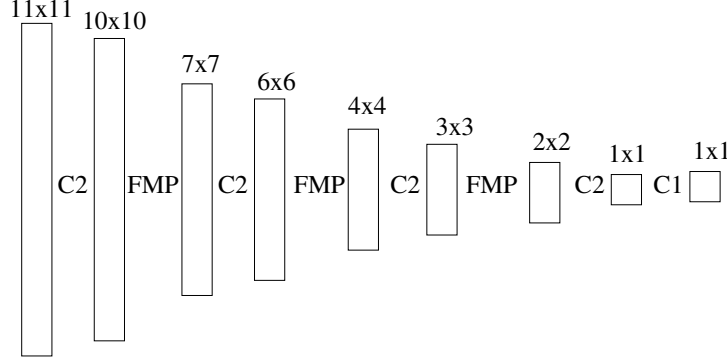 11x11
10x10
7x7
6x6
4x4
3x3
2x2
1x1
1x1
C2 FMP C2 FMP C2 FMP C2 C1